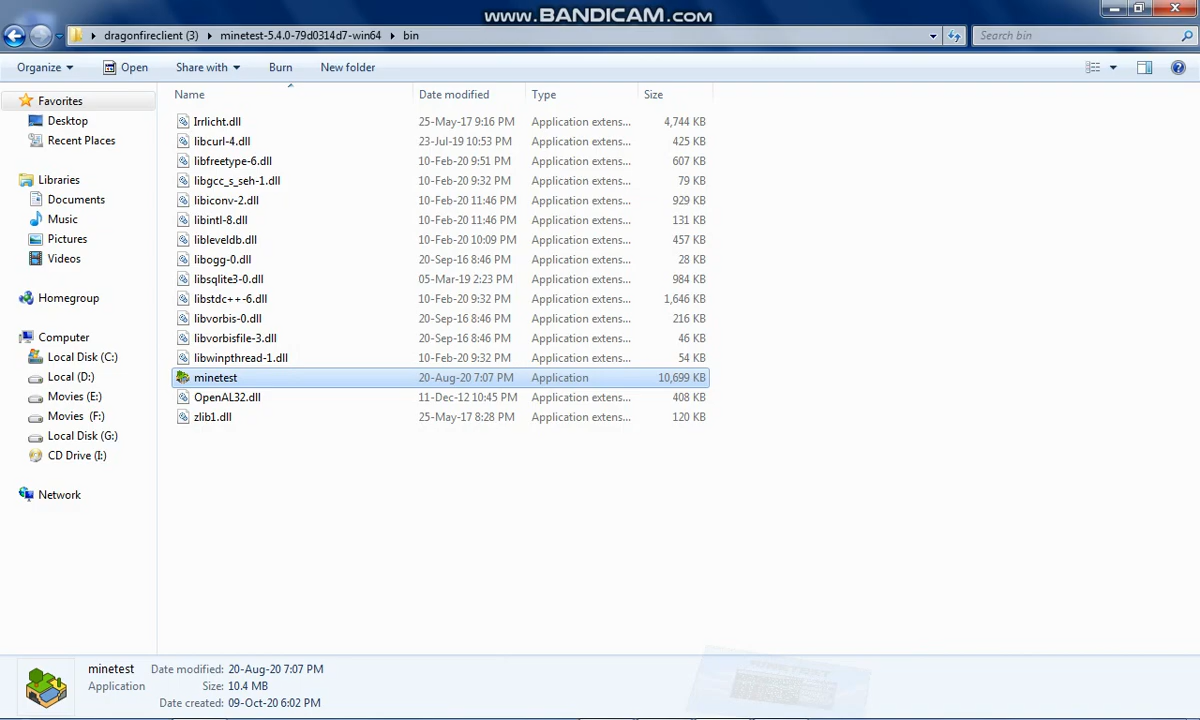 www.BANDICAM.com
dragonfireclient (3) minetest-5.4.0-79d0314d7-win64 bin Search bin
Organize Open Share with Burn New folder
Favorites
Desktop
Recent Places
Libraries
Documents
Music
Pictures
Videos
Homegroup
Computer
Local Disk (C:)
Local (D:)
Movies (E:)
Movies (F:)
Local Disk (G:)
CD Drive (I:)
Network
Name Date modified Type Size
Irrlicht.dll 25-May-17 9:16 PM Application extens... 4,744 KB
libcurl-4.dll 23-Jul-19 10:53 PM Application extens... 425 KB
libfreetype-6.dll 10-Feb-20 9:51 PM Application extens... 607 KB
libgcc_s_seh-1.dll 10-Feb-20 9:32 PM Application extens... 79 KB
libiconv-2.dll 10-Feb-20 11:46 PM Application extens... 929 KB
libintl-8.dll 10-Feb-20 11:46 PM Application extens... 131 KB
libleveldb.dll 10-Feb-20 10:09 PM Application extens... 457 KB
libogg-0.dll 20-Sep-16 8:46 PM Application extens... 28 KB
libsqlite3-0.dll 05-Mar-19 2:23 PM Application extens... 984 KB
libstdc++-6.dll 10-Feb-20 9:32 PM Application extens... 1,646 KB
libvorbis-0.dll 20-Sep-16 8:46 PM Application extens... 216 KB
libvorbisfile-3.dll 20-Sep-16 8:46 PM Application extens... 46 KB
libwinpthread-1.dll 10-Feb-20 9:32 PM Application extens... 54 KB
minetest 20-Aug-20 7:07 PM Application 10,699 KB
OpenAL32.dll 11-Dec-12 10:45 PM Application extens... 408 KB
zlib1.dll 25-May-17 8:28 PM Application extens... 120 KB
minetest Date modified: 20-Aug-20 7:07 PM
Application Size: 10.4 MB
Date created: 09-Oct-20 6:02 PM